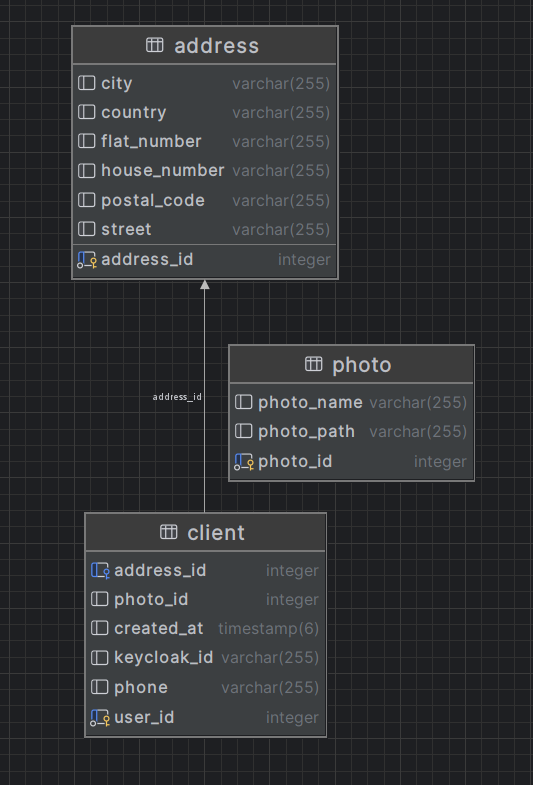 address
city varchar(255)
country varchar(255)
flat_number varchar(255)
house_number varchar(255)
postal_code varchar(255)
street varchar(255)
address_id integer
address_id
photo
photo_name varchar(255)
photo_path varchar(255)
photo_id integer
client
address_id integer
photo_id integer
created_at timestamp(6)
keycloak_id varchar(255)
phone varchar(255)
user_id integer